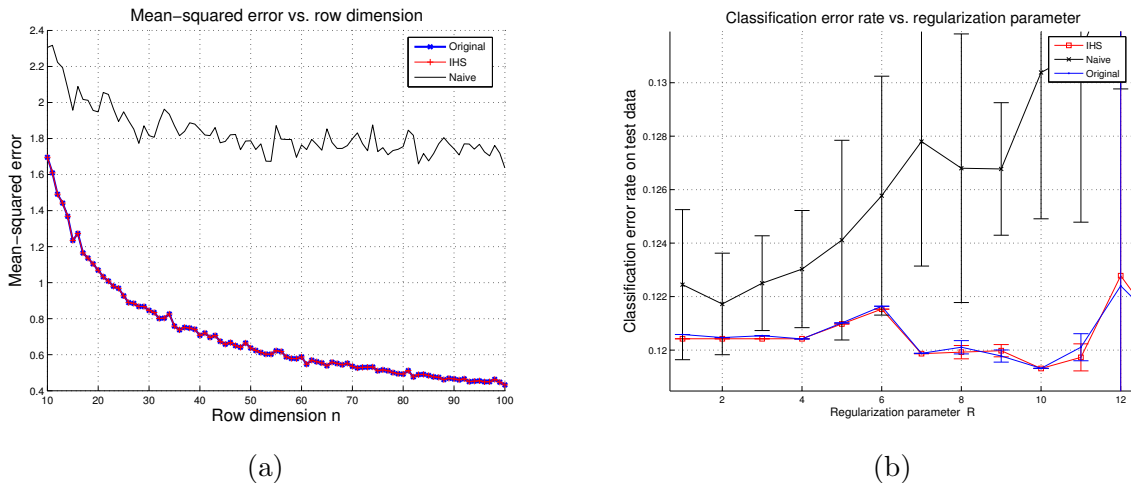 Mean−squared error vs. row dimension
2.4
2.2
2
1.8
1.6
1.4
1.2
1
0.8
0.6
0.4
Mean−squared error
10 20 30 40 50 60 70 80 90 100
Row dimension n
Original
IHS
Naive
(a)
Classification error rate vs. regularization parameter
0.13
0.128
0.126
0.124
0.122
0.12
Classification error rate on test data
2 4 6 8 10 12
Regularization parameter R
IHS
Naive
Original
(b)